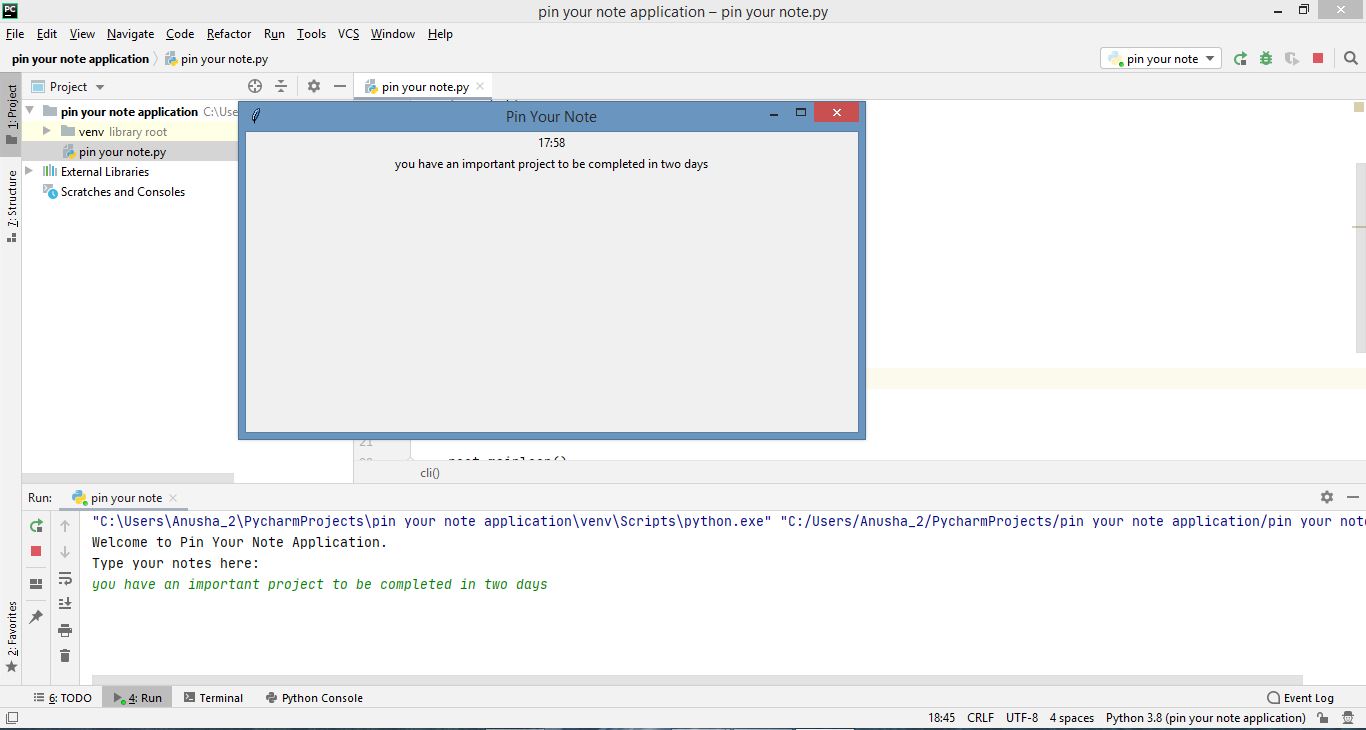 PC
pin your note application – pin your note.py
File Edit View Navigate Code Refactor Run Tools VCS Window Help
pin your note application pin your note.py
pin your note
1: Project
Project
pin your note.py
pin your note application C:\Use
venv library root
pin your note.py
External Libraries
Scratches and Consoles
7: Structure
Pin Your Note
17:58
you have an important project to be completed in two days
21
cli()
Run: pin your note
"C:\Users\Anusha_2\PycharmProjects\pin your note application\venv\Scripts\python.exe" "C:/Users/Anusha_2/PycharmProjects/pin your note application/pin your note
Welcome to Pin Your Note Application.
Type your notes here:
you have an important project to be completed in two days
2: Favorites
6: TODO 4: Run Terminal Python Console Event Log
18:45 CRLF UTF-8 4 spaces Python 3.8 (pin your note application)